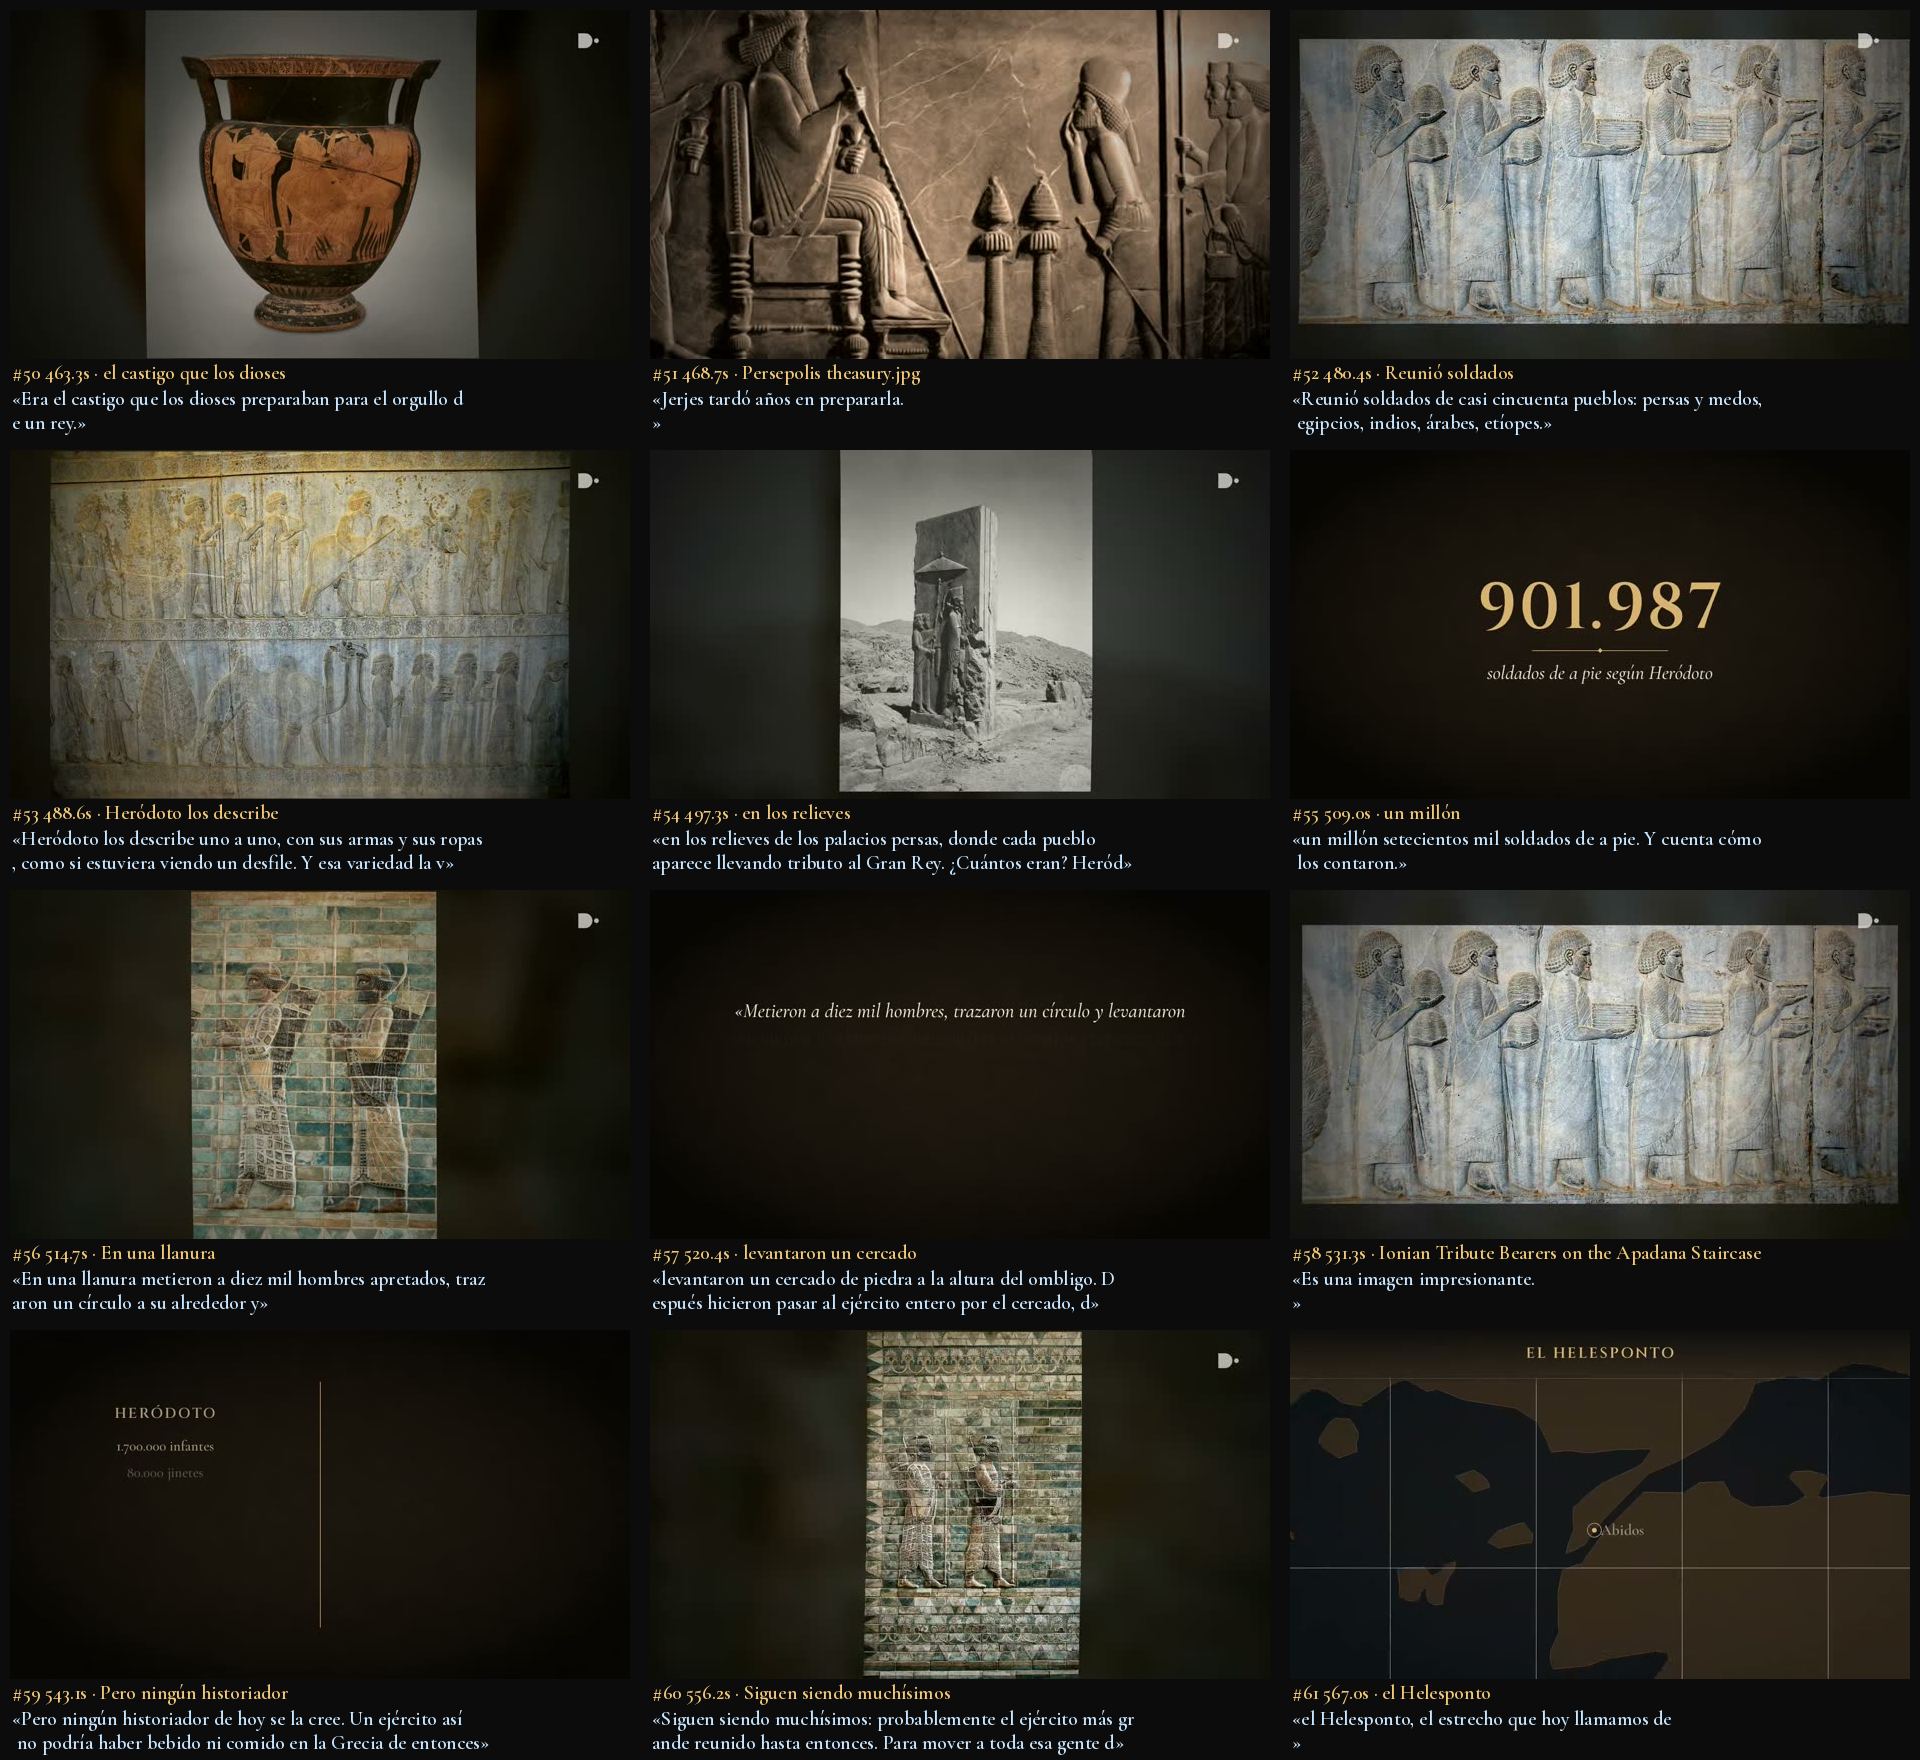 #50 463.3s · el castigo que los dioses
«Era el castigo que los dioses preparaban para el orgullo d
e un rey.»
#51 468.7s · Persepolis theasury.jpg
«Jerjes tardó años en prepararla.
»
#52 480.4s · Reunió soldados
«Reunió soldados de casi cincuenta pueblos: persas y medos,
egipcios, indios, árabes, etíopes.»
#53 488.6s · Heródoto los describe
«Heródoto los describe uno a uno, con sus armas y sus ropas
, como si estuviera viendo un desfile. Y esa variedad la v»
#54 497.3s · en los relieves
«en los relieves de los palacios persas, donde cada pueblo
aparece llevando tributo al Gran Rey. ¿Cuántos eran? Heród»
901.987
soldados de a pie según Heródoto
#55 509.0s · un millón
«un millón setecientos mil soldados de a pie. Y cuenta cómo
los contaron.»
#56 514.7s · En una llanura
«En una llanura metieron a diez mil hombres apretados, traz
aron un círculo a su alrededor y»
«Metieron a diez mil hombres, trazaron un círculo y levantaron
#57 520.4s · levantaron un cercado
«levantaron un cercado de piedra a la altura del ombligo. D
espués hicieron pasar al ejército entero por el cercado, d»
#58 531.3s · Ionian Tribute Bearers on the Apadana Staircase
«Es una imagen impresionante.
»
HERÓDOTO
1.700.000 infantes
80.000 jinetes
#59 543.1s · Pero ningún historiador
«Pero ningún historiador de hoy se la cree. Un ejército así
no podría haber bebido ni comido en la Grecia de entonces»
#60 556.2s · Siguen siendo muchísimos
«Siguen siendo muchísimos: probablemente el ejército más gr
ande reunido hasta entonces. Para mover a toda esa gente d»
EL HELESPONTO
Abidos
#61 567.0s · el Helesponto
«el Helesponto, el estrecho que hoy llamamos de
»